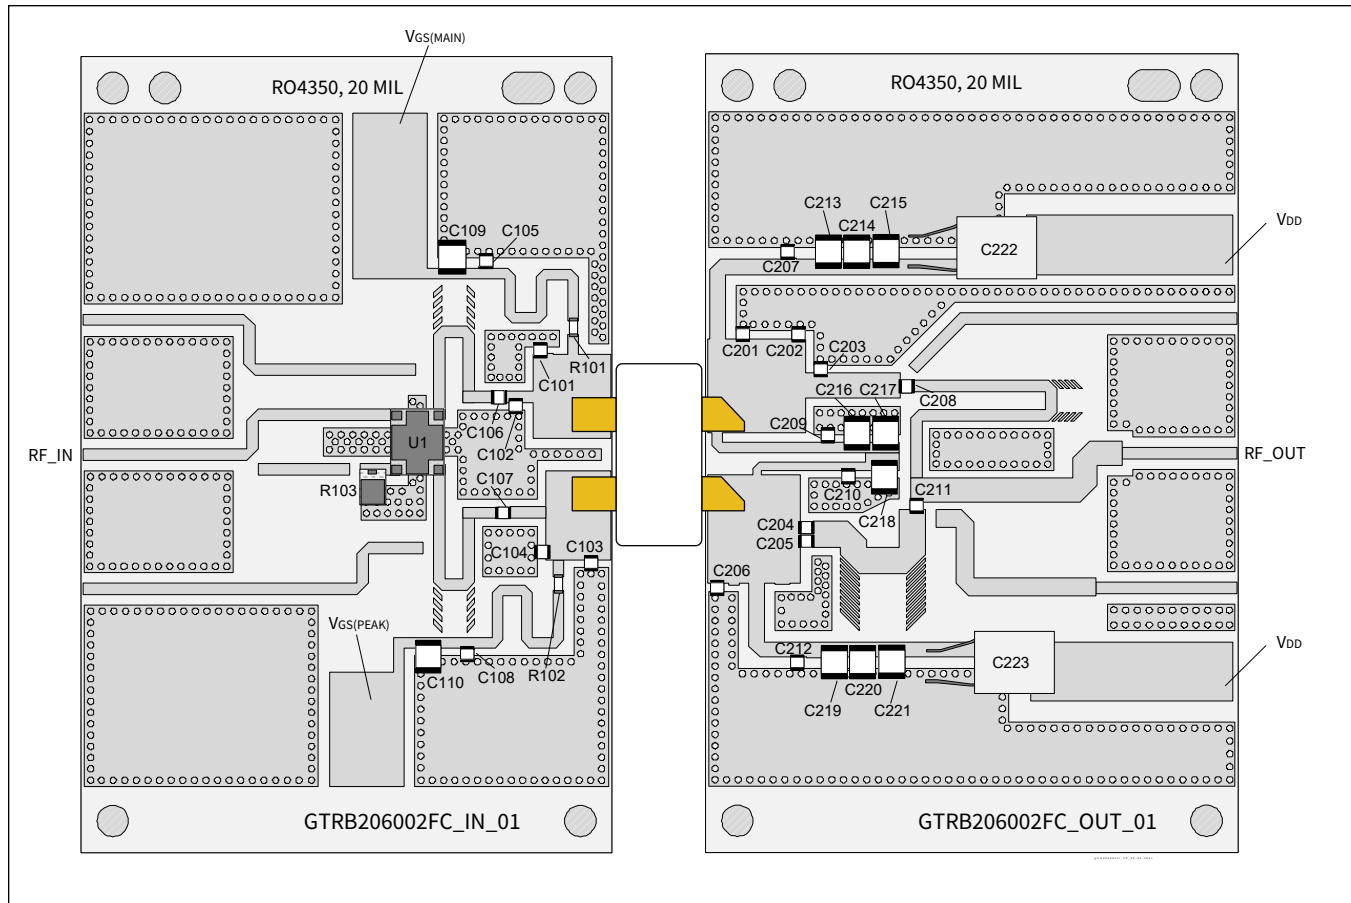 VGS(MAIN)
RO4350, 20 MIL
RO4350, 20 MIL
C109
C105
R101
C101
C106
C102
U1
RF_IN
R103
C107
C104
C103
VGS(PEAK)
C110
C108
R102
GTRB206002FC_IN_01
C213
C214
C215
C222
VDD
C207
C201
C202
C203
C216
C217
C208
C209
RF_OUT
C210
C218
C211
C204
C205
C206
C212
C223
VDD
C219
C220
C221
GTRB206002FC_OUT_01